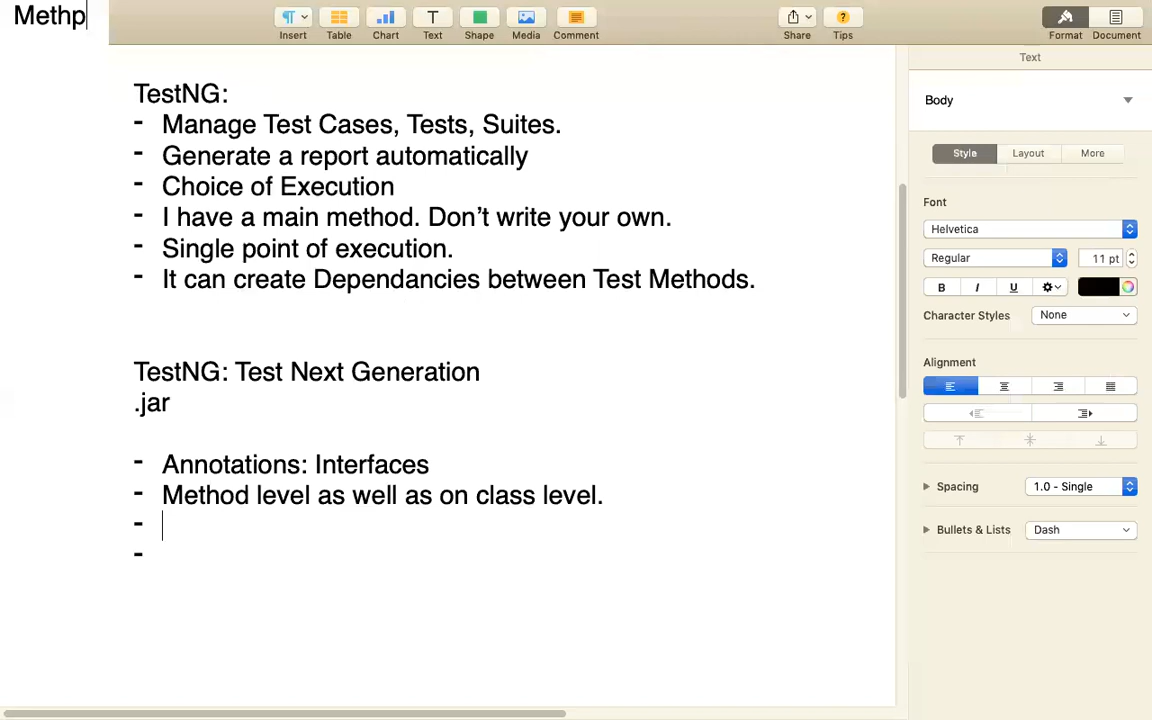 Methp
Insert Table Chart Text Shape Media Comment Share Tips Format Document
Text
TestNG:
- Manage Test Cases, Tests, Suites.
- Generate a report automatically
- Choice of Execution
- I have a main method. Don’t write your own.
- Single point of execution.
- It can create Dependancies between Test Methods.
TestNG: Test Next Generation
.jar
- Annotations: Interfaces
- Method level as well as on class level.
-
-
Body
Style Layout More
Font
Helvetica
Regular 11 pt
B I U
Character Styles None
Alignment
Spacing 1.0 - Single
Bullets & Lists Dash